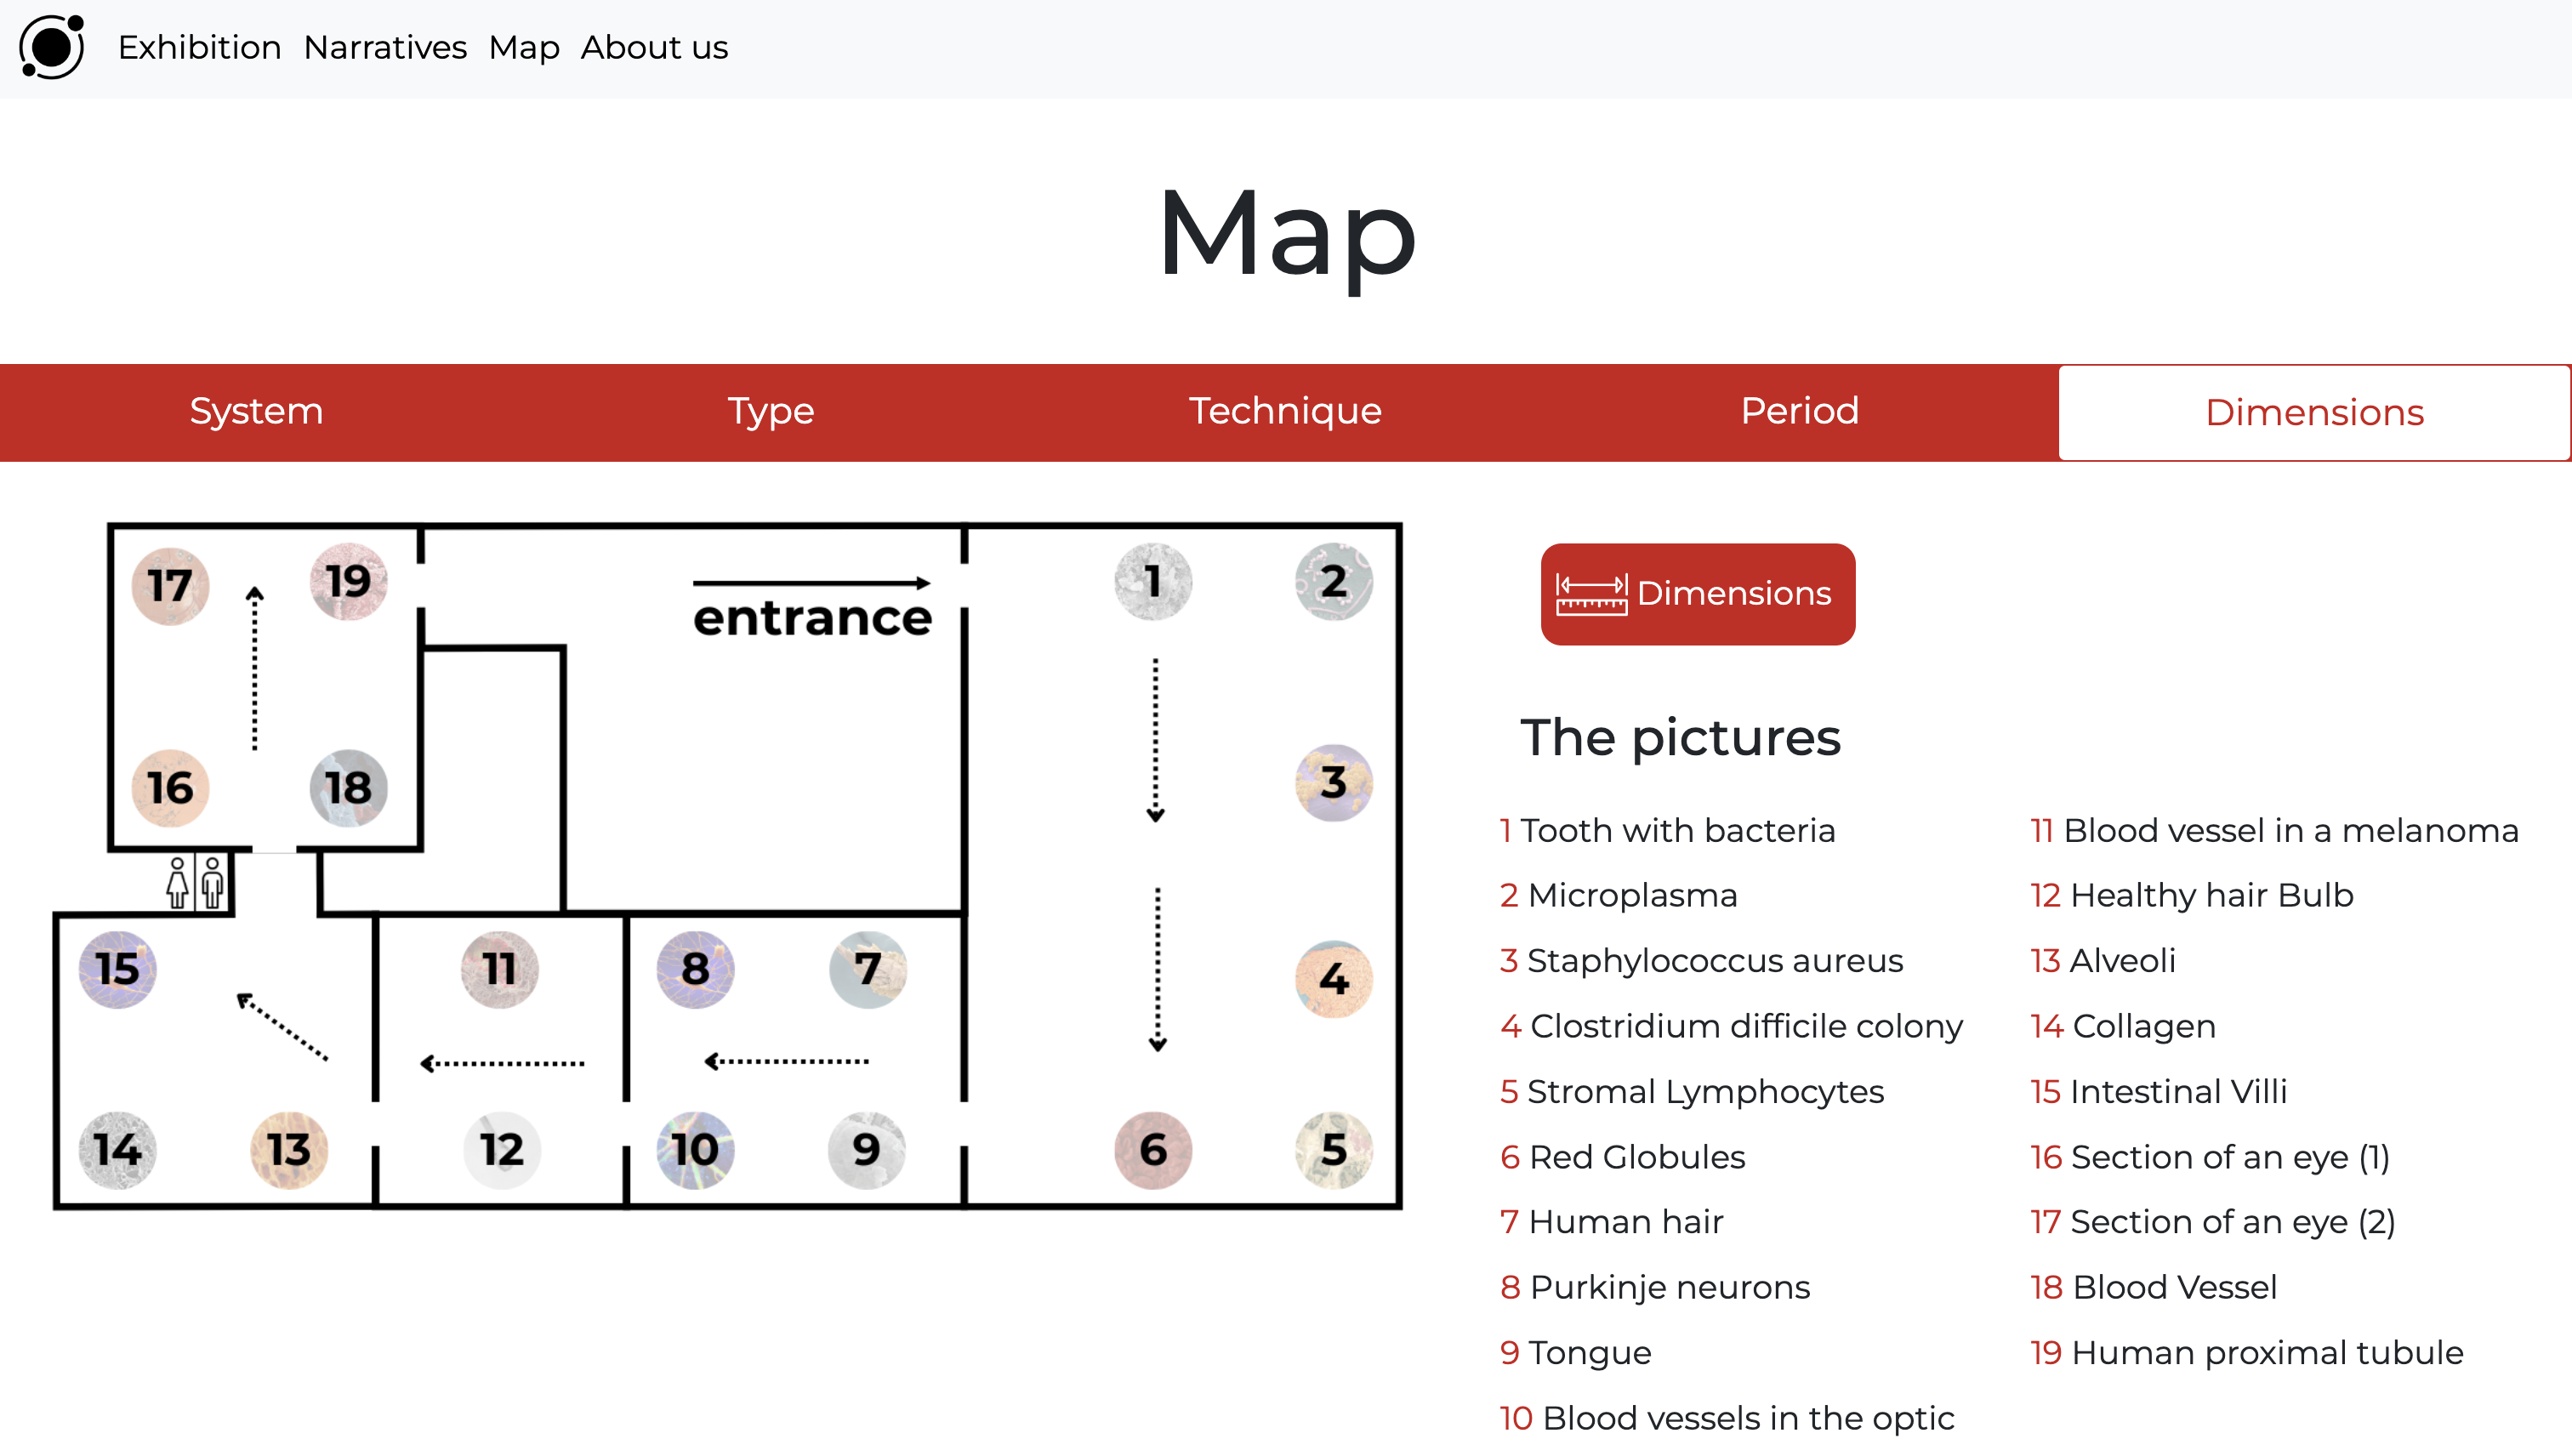 Exhibition Narratives Map About us
Map
System Type Technique Period Dimensions
17 19
16 18
entrance
1 2
3
4
6 5
15 11 8 7
14 13 12 10 9
Dimensions
The pictures
1 Tooth with bacteria
2 Microplasma
3 Staphylococcus aureus
4 Clostridium difficile colony
5 Stromal Lymphocytes
6 Red Globules
7 Human hair
8 Purkinje neurons
9 Tongue
10 Blood vessels in the optic
11 Blood vessel in a melanoma
12 Healthy hair Bulb
13 Alveoli
14 Collagen
15 Intestinal Villi
16 Section of an eye (1)
17 Section of an eye (2)
18 Blood Vessel
19 Human proximal tubule